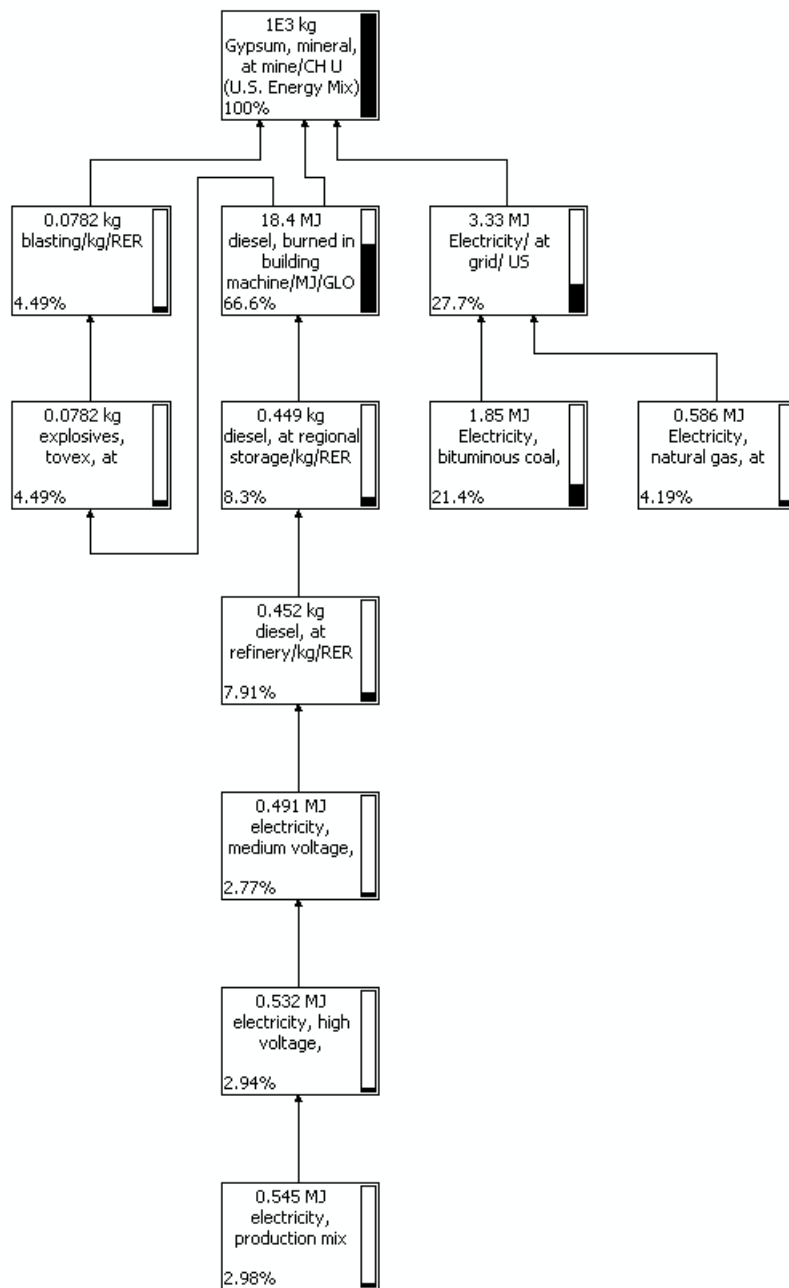 1E3 kg
Gypsum, mineral,
at mine/CH U
(U.S. Energy Mix)
100%
0.0782 kg
blasting/kg/RER
4.49%
18.4 MJ
diesel, burned in
building
machine/MJ/GLO
66.6%
3.33 MJ
Electricity/ at
grid/ US
27.7%
0.0782 kg
explosives,
tovex, at
4.49%
0.449 kg
diesel, at regional
storage/kg/RER
8.3%
1.85 MJ
Electricity,
bituminous coal,
21.4%
0.586 MJ
Electricity,
natural gas, at
4.19%
0.452 kg
diesel, at
refinery/kg/RER
7.91%
0.491 MJ
electricity,
medium voltage,
2.77%
0.532 MJ
electricity, high
voltage,
2.94%
0.545 MJ
electricity,
production mix
2.98%